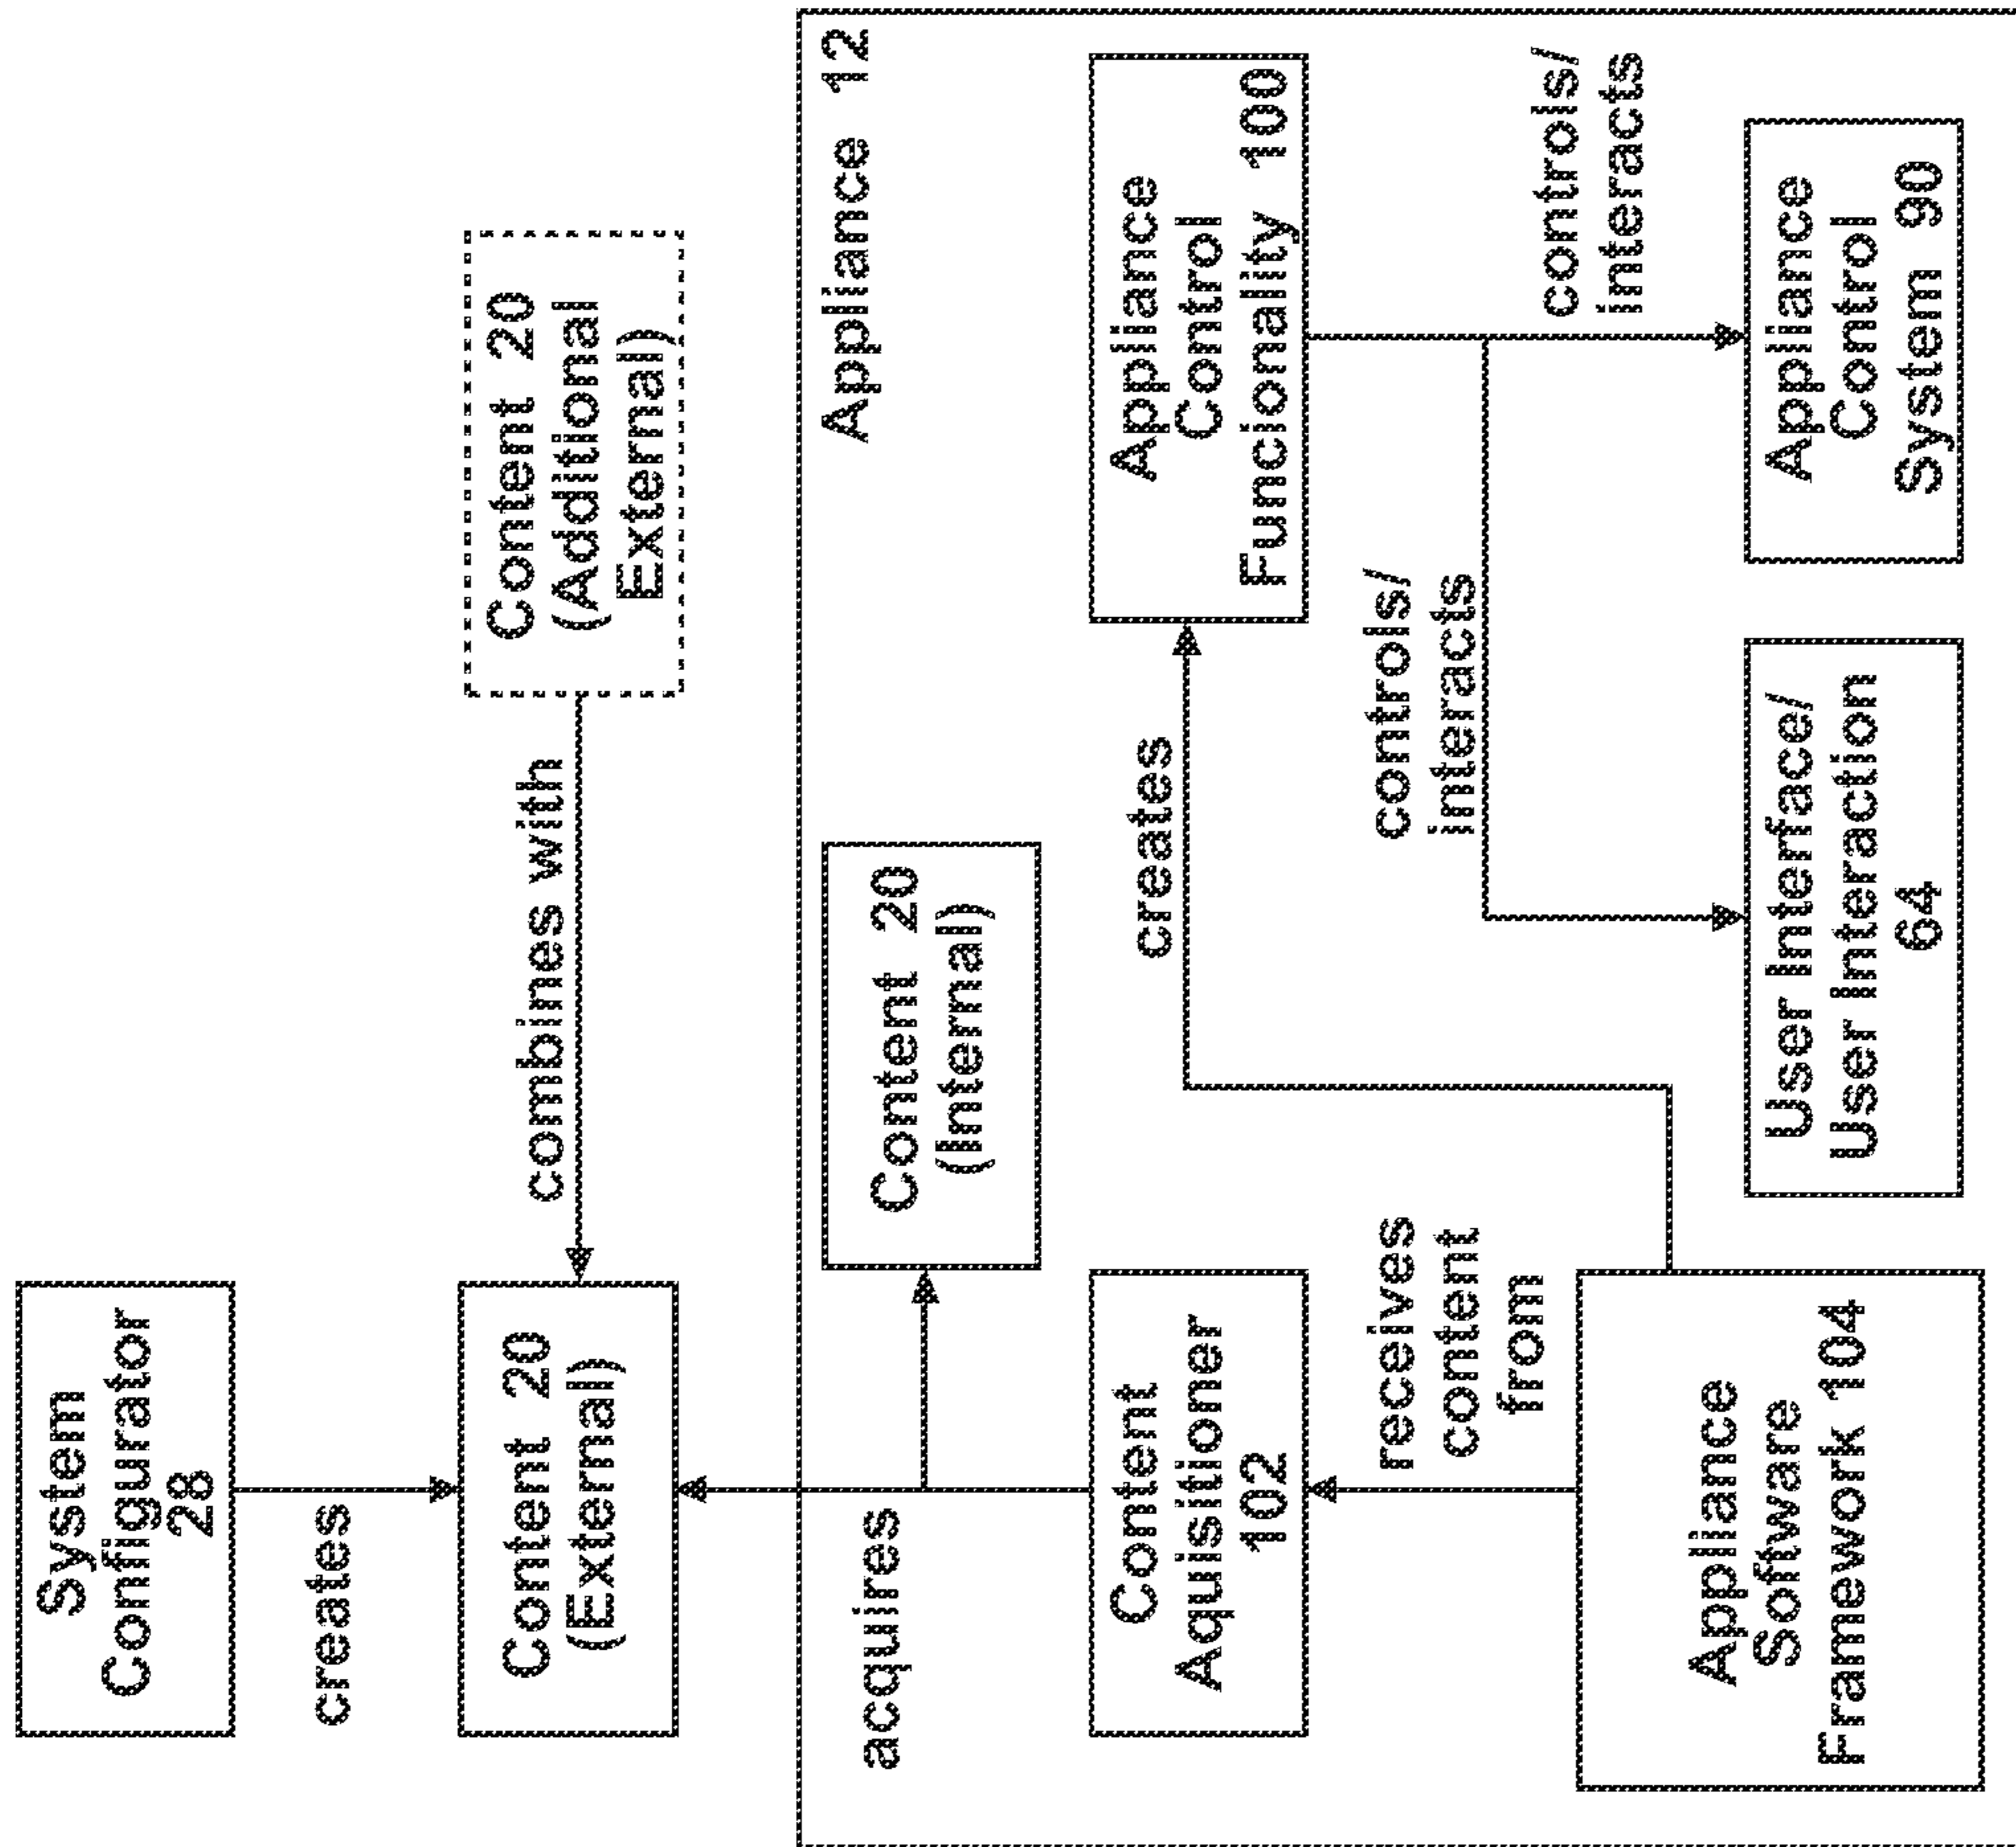 System
Configurator
28
creates
Content 20
(External)
combines with
Content 20
(Additional
External)
Appliance 12
acquires
Content 20
(Internal)
Content
Aquisitioner
102
receives
content
from
Appliance
Software
Framework 104
creates
Appliance
Control
Funcionality 100
controls/
interacts
controls/
interacts
User Interface/
User Interaction
64
Appliance
Control
System 90